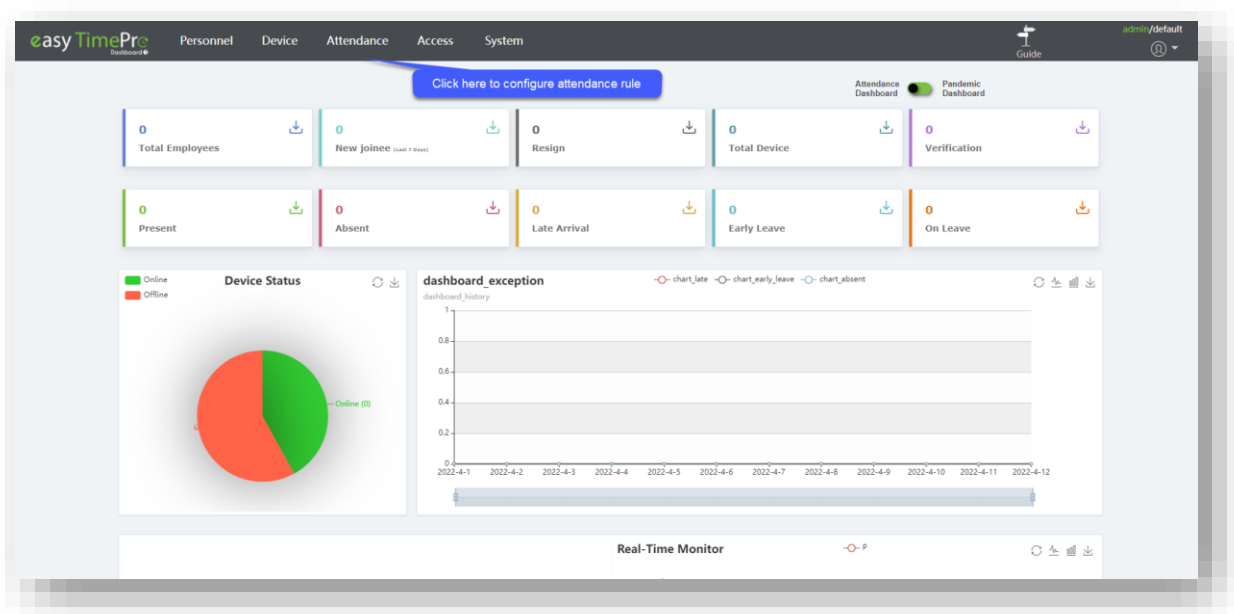 easy TimePro
Dashboard
Personnel
Device
Attendance
Access
System
Guide
admin/default
Click here to configure attendance rule
Attendance
Dashboard
Pandemic
Dashboard
0
Total Employees
0
New joinee (Last 7 Days)
0
Resign
0
Total Device
0
Verification
0
Present
0
Absent
0
Late Arrival
0
Early Leave
0
On Leave
Online
Offline
Device Status
Online (0)
dashboard_exception
dashboard_history
chart_late
chart_early_leave
chart_absent
1
0.8
0.6
0.4
0.2
0
2022-4-1
2022-4-2
2022-4-3
2022-4-4
2022-4-5
2022-4-6
2022-4-7
2022-4-8
2022-4-9
2022-4-10
2022-4-11
2022-4-12
Real-Time Monitor
P